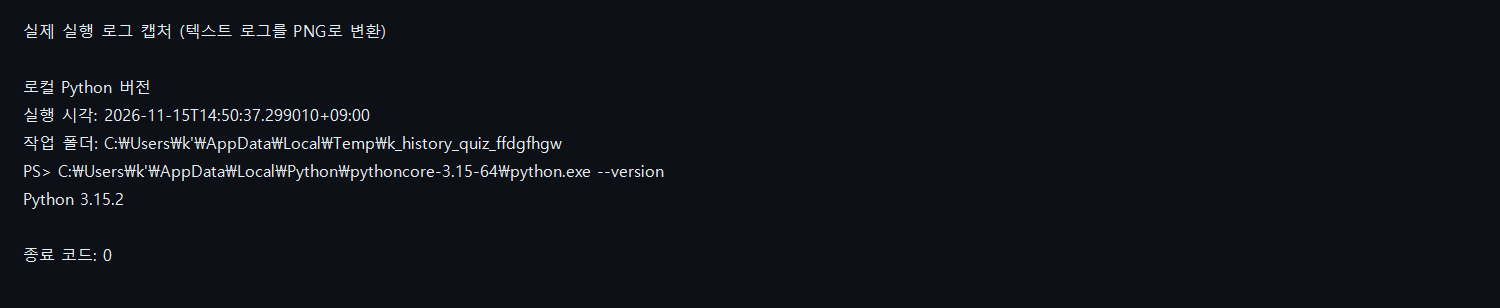 실제 실행 로그 캡처 (텍스트 로그를 PNG로 변환)
로컬 Python 버전
실행 시각: 2026-11-15T14:50:37.299010+09:00
작업 폴더: C:₩Users₩k'₩AppData₩Local₩Temp₩k_history_quiz_ffdgfhgw
PS> C:₩Users₩k'₩AppData₩Local₩Python₩pythoncore-3.15-64₩python.exe --version
Python 3.15.2
종료 코드: 0